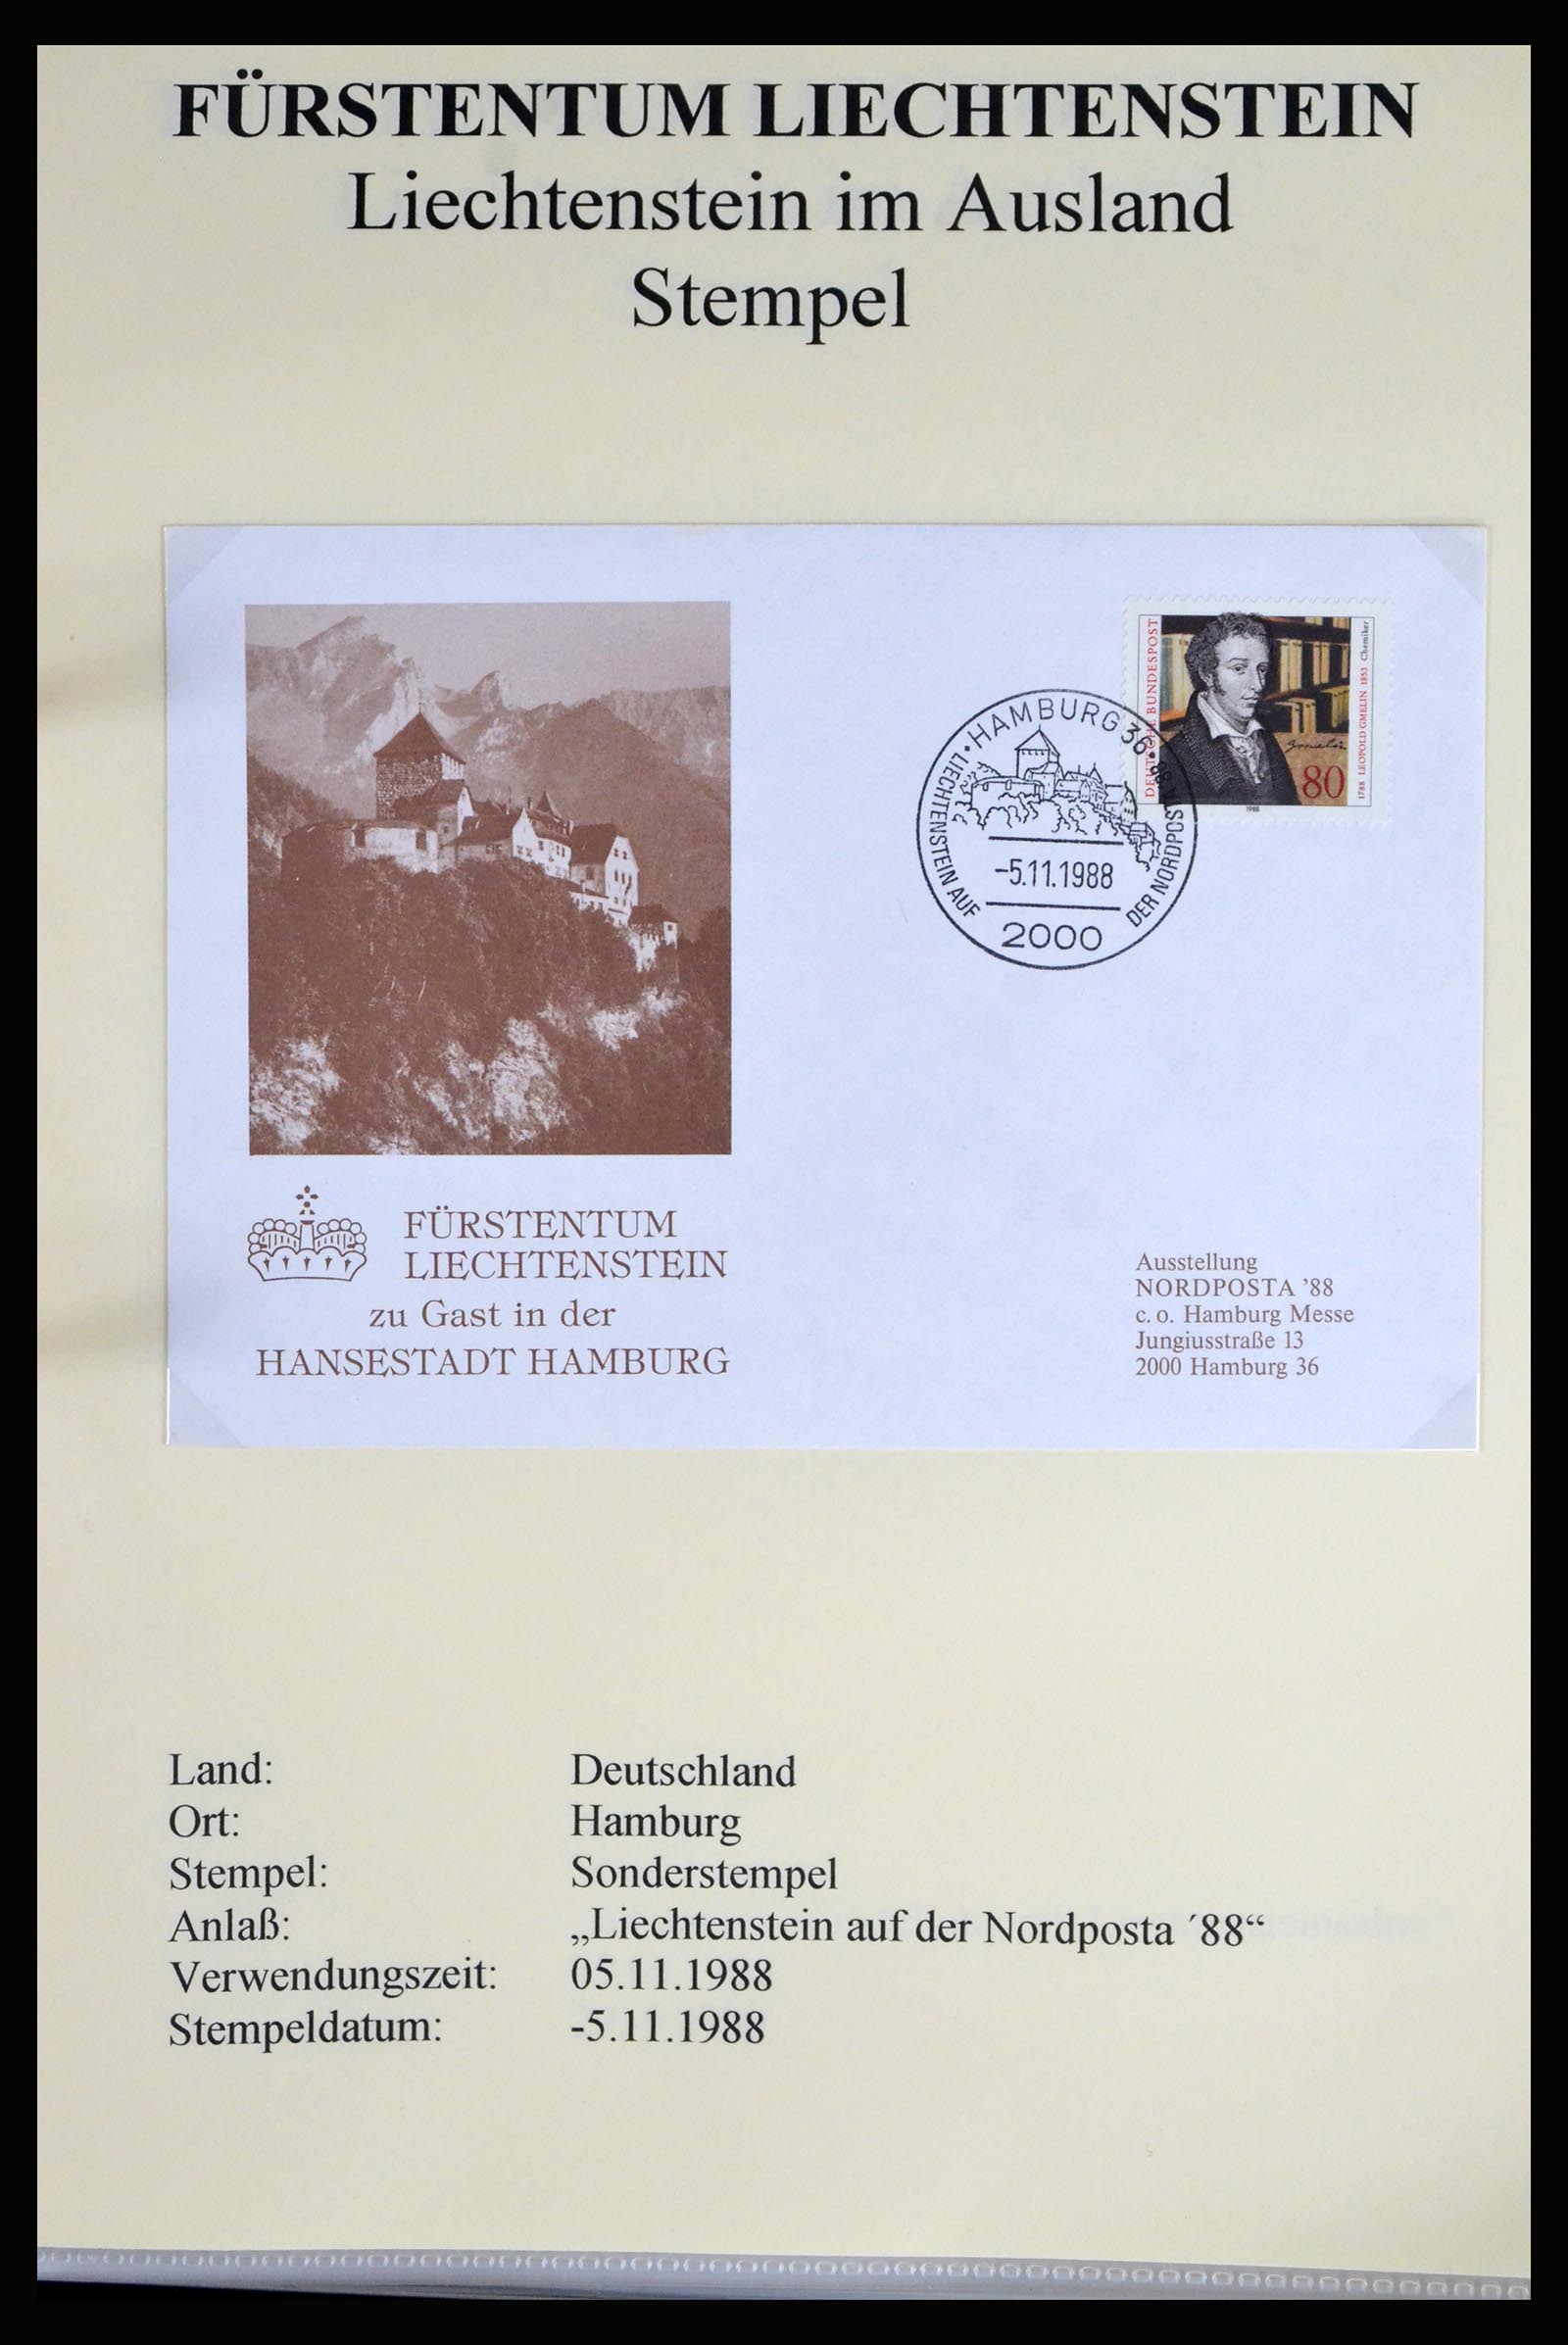 FÜRSTENTUM LIECHTENSTEIN
Liechtenstein im Ausland
Stempel
DEUTSCHE BUNDESPOST
1788 LEOPOLD GMELIN 1853 Chemiker
Gmelin
80
1988
• HAMBURG 36 •
LIECHTENSTEIN AUF DER NORDPOSTA '88
-5.11.1988
2000
FÜRSTENTUM
LIECHTENSTEIN
zu Gast in der
HANSESTADT HAMBURG
Ausstellung
NORDPOSTA ’88
c. o. Hamburg Messe
Jungiusstraße 13
2000 Hamburg 36
Land: Deutschland
Ort: Hamburg
Stempel: Sonderstempel
Anlaß: „Liechtenstein auf der Nordposta ´88“
Verwendungszeit: 05.11.1988
Stempeldatum: -5.11.1988